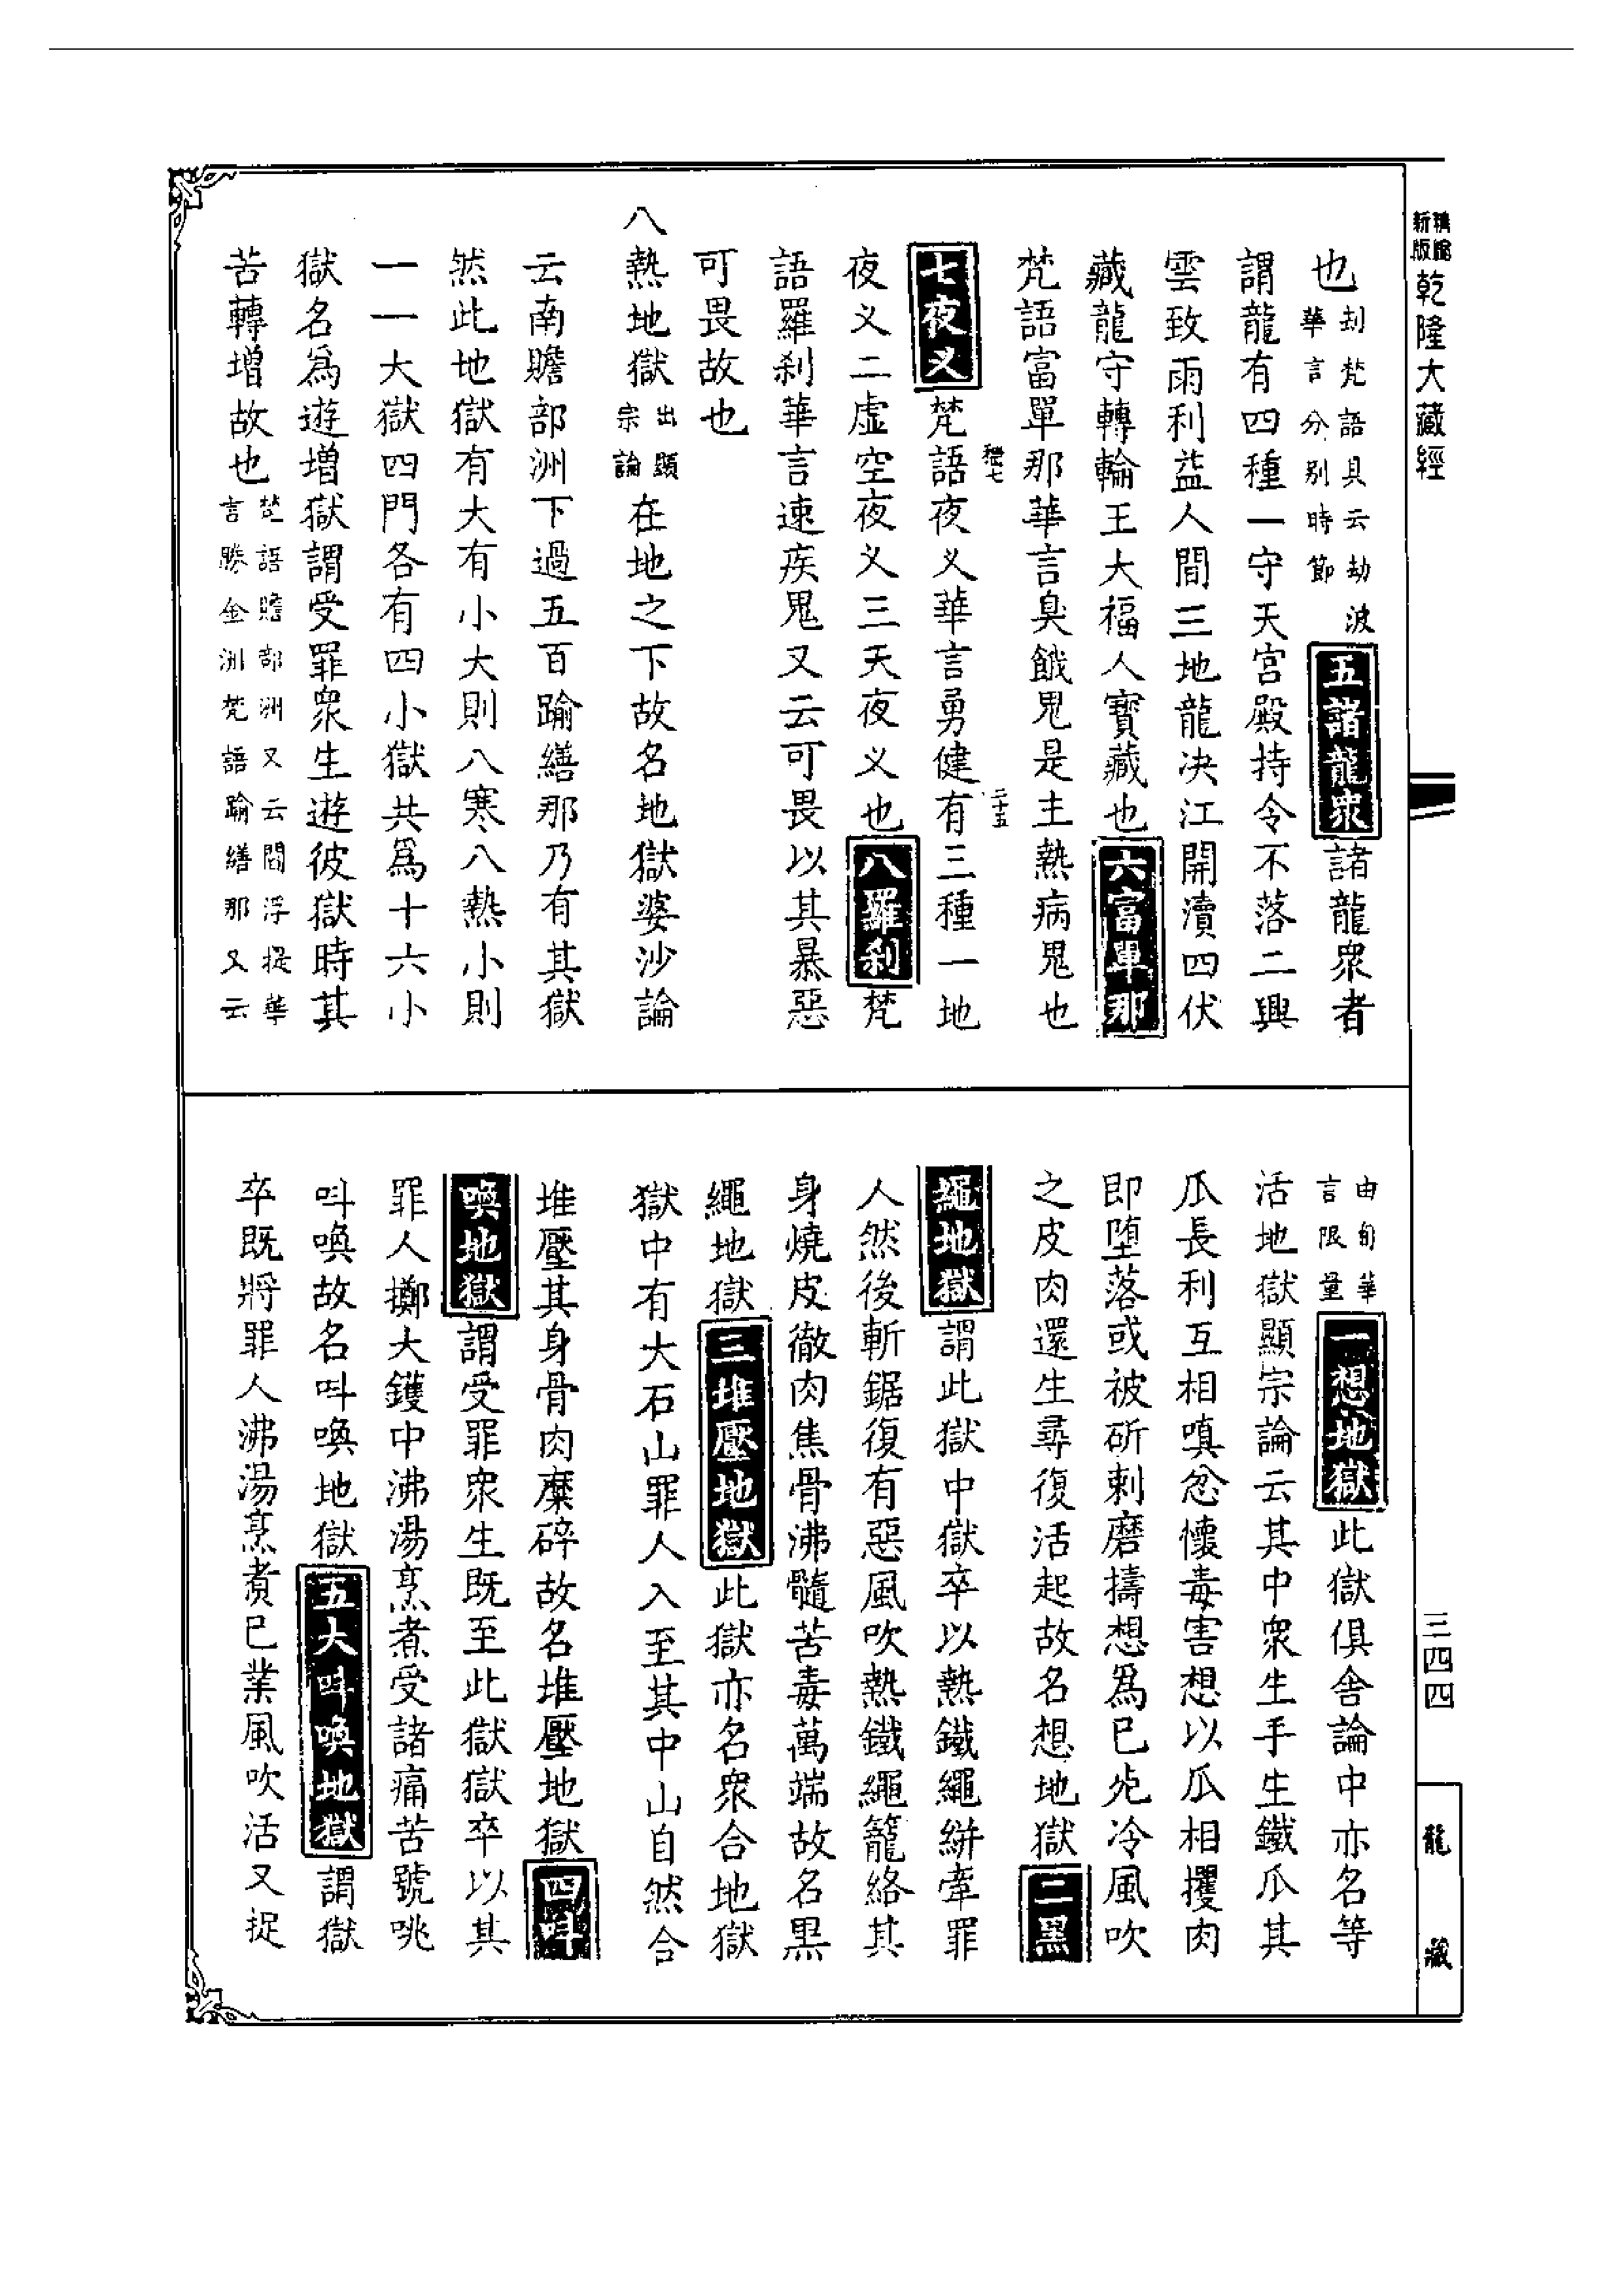 新版
精縮
乾隆大藏經
也劫梵語具云劫波華言分別時節五諸龍衆諸龍衆者
謂龍有四種一守天宮殿持令不落二興
雲致雨利益人間三地龍决江開瀆四伏
藏龍守轉輪王大福人寶藏也六富單那
梵語富單那華言臭餓鬼是主熱病鬼也
七夜义梵語夜义華言勇健有三種一地
夜义二虛空夜义三天夜义也八羅刹梵
語羅刹華言速疾鬼又云可畏以其暴惡
可畏故也
八熱地獄出顯宗論在地之下故名地獄婆沙論
云南贍部洲下過五百踰繕那乃有其獄
然此地獄有大有小大則八寒八熱小則
一一大獄四門各有四小獄共爲十六小
獄名爲遊增獄謂受罪衆生遊彼獄時其
苦轉增故也梵語贍部洲又云閻浮提華言勝金洲梵語踰繕那又云
由旬華言限量一想地獄此獄俱舍論中亦名等
活地獄顯宗論云其中衆生手生鐵爪其
爪長利互相嗔忿懷毒害想以爪相攫肉
即墮落或被斫刺磨擣想爲已死冷風吹
之皮肉還生尋復活起故名想地獄二黑
繩地獄謂此獄中獄卒以熱鐵繩絣牽罪
人然後斬鋸復有惡風吹熱鐵繩籠絡其
身燒皮徹肉焦骨沸髓苦毒萬端故名黑
繩地獄三堆壓地獄此獄亦名衆合地獄
獄中有大石山罪人入至其中山自然合
堆壓其身骨肉糜碎故名堆壓地獄四呌
喚地獄謂受罪衆生既至此獄獄卒以其
罪人擲大鑊中沸湯烹煮受諸痛苦號咷
呌喚故名呌喚地獄五大呌喚地獄謂獄
卒既將罪人沸湯烹煮已業風吹活又捉
三四四
龍藏